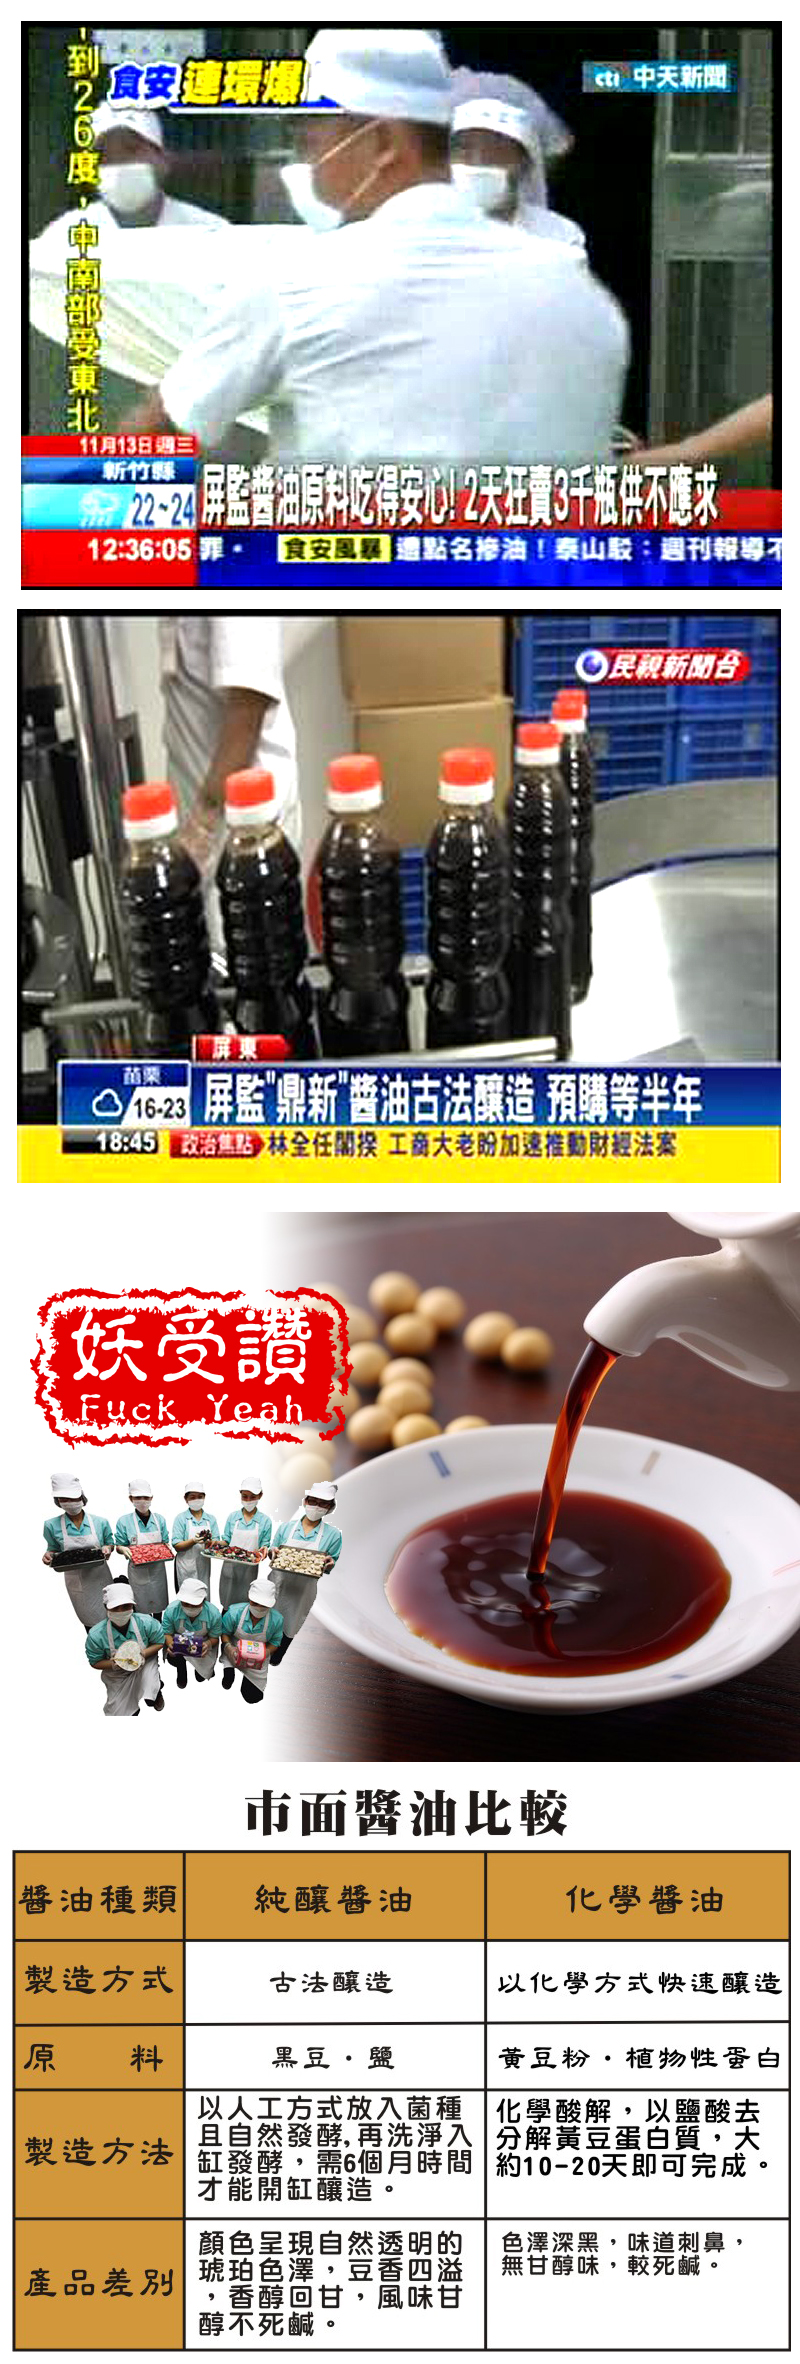 到26度，中南部受東北
食安連環爆
cti 中天新聞
11月13日 週三
新竹縣
22~24
屏監醬油原料吃得安心! 2天狂賣3千瓶供不應求
12:36:05
罪。 食安風暴 遭點名摻油！泰山駁：週刊報導不
民視新聞台
屏東
苗栗
16-23
屏監"鼎新"醬油古法釀造 預購等半年
18:45
政治焦點 林全任閣揆 工商大老盼加速推動財經法案
妖受讚
Fuck Yeah
市面醬油比較
醬油種類 純釀醬油 化學醬油
製造方式 古法釀造 以化學方式快速釀造
原 料 黑豆．鹽 黃豆粉．植物性蛋白
製造方法
以人工方式放入菌種
且自然發酵,再洗淨入
缸發酵，需6個月時間
才能開缸釀造。
化學酸解，以鹽酸去
分解黃豆蛋白質，大
約10-20天即可完成。
產品差別
顏色呈現自然透明的
琥珀色澤，豆香四溢
，香醇回甘，風味甘
醇不死鹹。
色澤深黑，味道刺鼻，
無甘醇味，較死鹹。